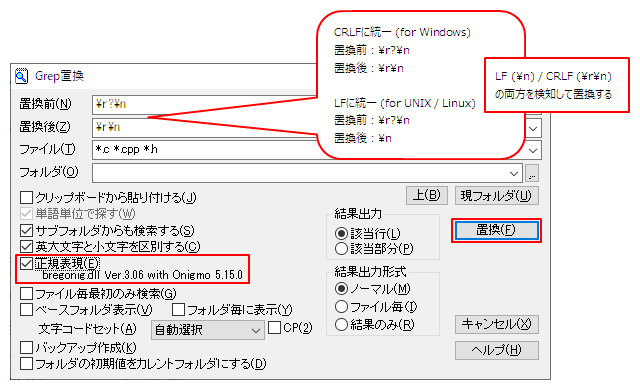 CRLFに統一 (for Windows)
置換前：¥r?¥n
置換後：¥r¥n
LFに統一 (for UNIX / Linux)
置換前：¥r?¥n
置換後：¥n
LF (¥n) / CRLF (¥r¥n)
の両方を検知して置換する
Grep置換
置換前(N) ¥r?¥n
置換後(Z) ¥r¥n
ファイル(T) *.c *.cpp *.h
フォルダ(O) ...
クリップボードから貼り付ける(J) 上(B) 現フォルダ(U)
単語単位で探す(W)
サブフォルダからも検索する(S)
英大文字と小文字を区別する(C)
正規表現(E)
bregonig.dll Ver.3.06 with Onigmo 5.15.0
ファイル毎最初のみ検索(G)
ベースフォルダ表示(V) フォルダ毎に表示(Y)
文字コードセット(A) 自動選択 CP(2)
バックアップ作成(K)
フォルダの初期値をカレントフォルダにする(D)
結果出力
該当行(L)
該当部分(P)
結果出力形式
ノーマル(M)
ファイル毎(I)
結果のみ(R)
置換(F)
キャンセル(X)
ヘルプ(H)